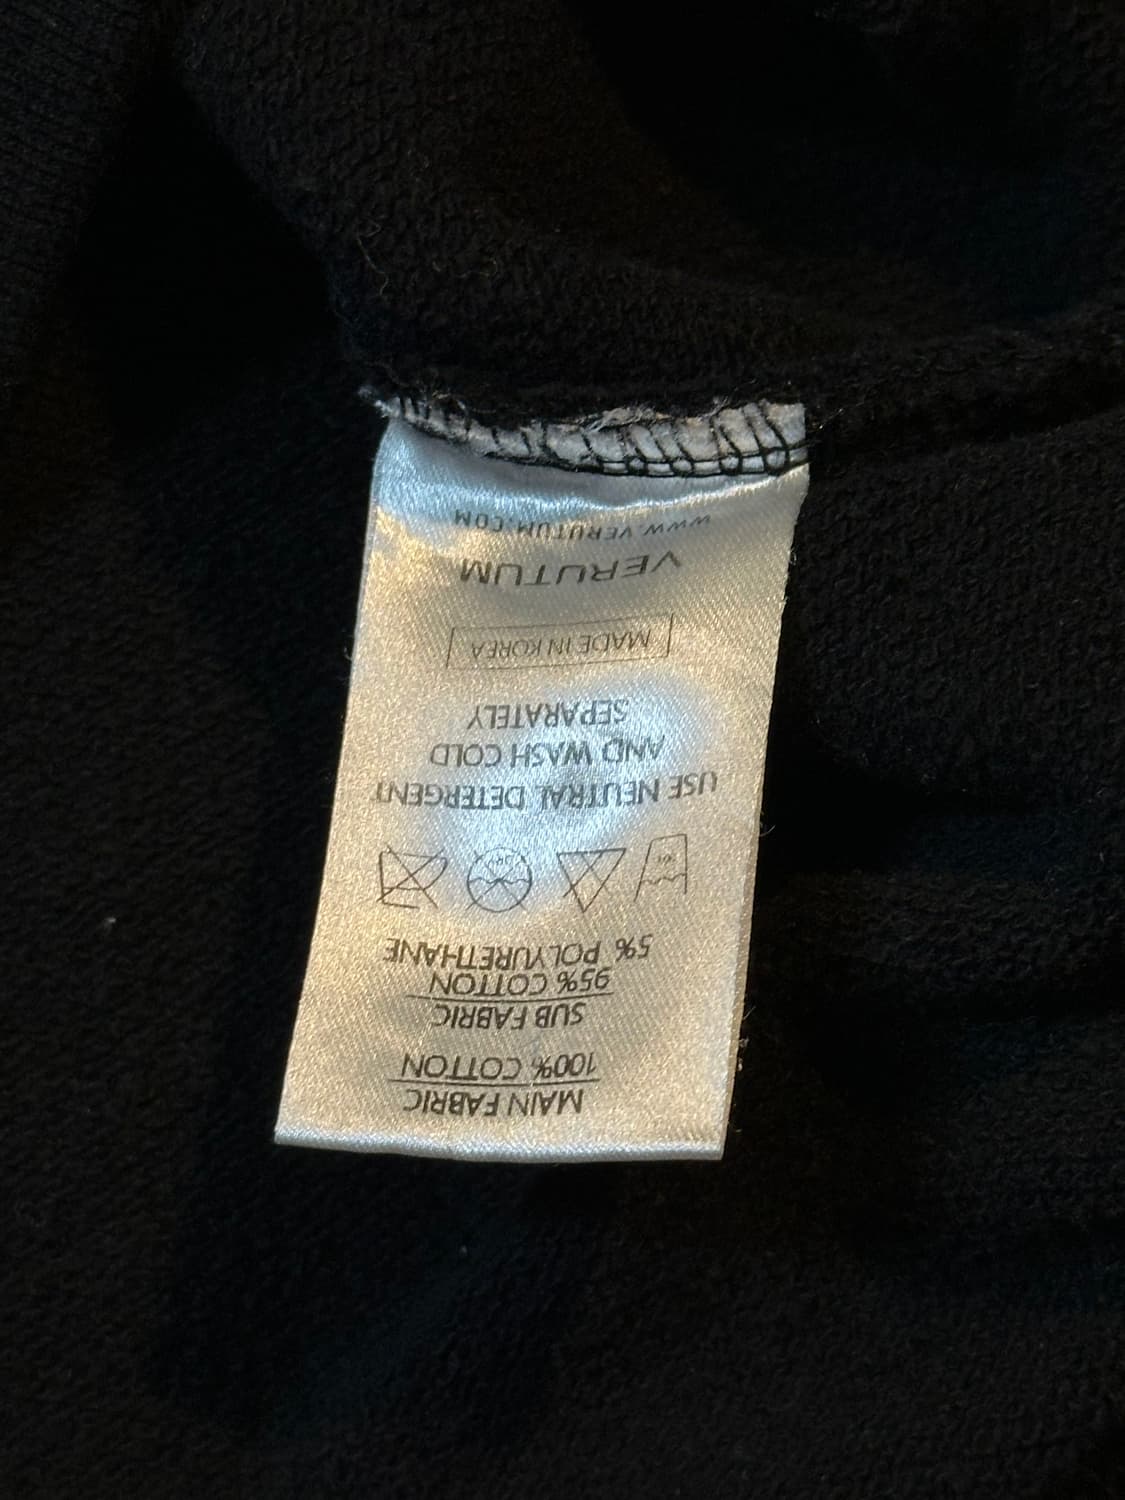 MAIN FABRIC
100% COTTON
SUB FABRIC
95% COTTON
5% POLYURETHANE
USE NEUTRAL DETERGENT
AND WASH COLD
SEPARATELY
MADE IN KOREA
VERUTUM
WWW.VERUTUM.COM